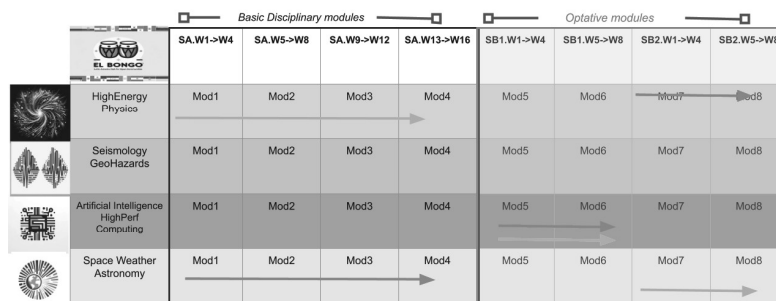 Basic Disciplinary modules
Optative modules
EL BONGO
SA.W1->W4 SA.W5->W8 SA.W9->W12 SA.W13->W16 SB1.W1->W4 SB1.W5->W8 SB2.W1->W4 SB2.W5->W8
HighEnergy
Physics
Mod1 Mod2 Mod3 Mod4 Mod5 Mod6 Mod7 Mod8
Seismology
GeoHazards
Mod1 Mod2 Mod3 Mod4 Mod5 Mod6 Mod7 Mod8
Artificial Intelligence
HighPerf
Computing
Mod1 Mod2 Mod3 Mod4 Mod5 Mod6 Mod7 Mod8
Space Weather
Astronomy
Mod1 Mod2 Mod3 Mod4 Mod5 Mod6 Mod7 Mod8